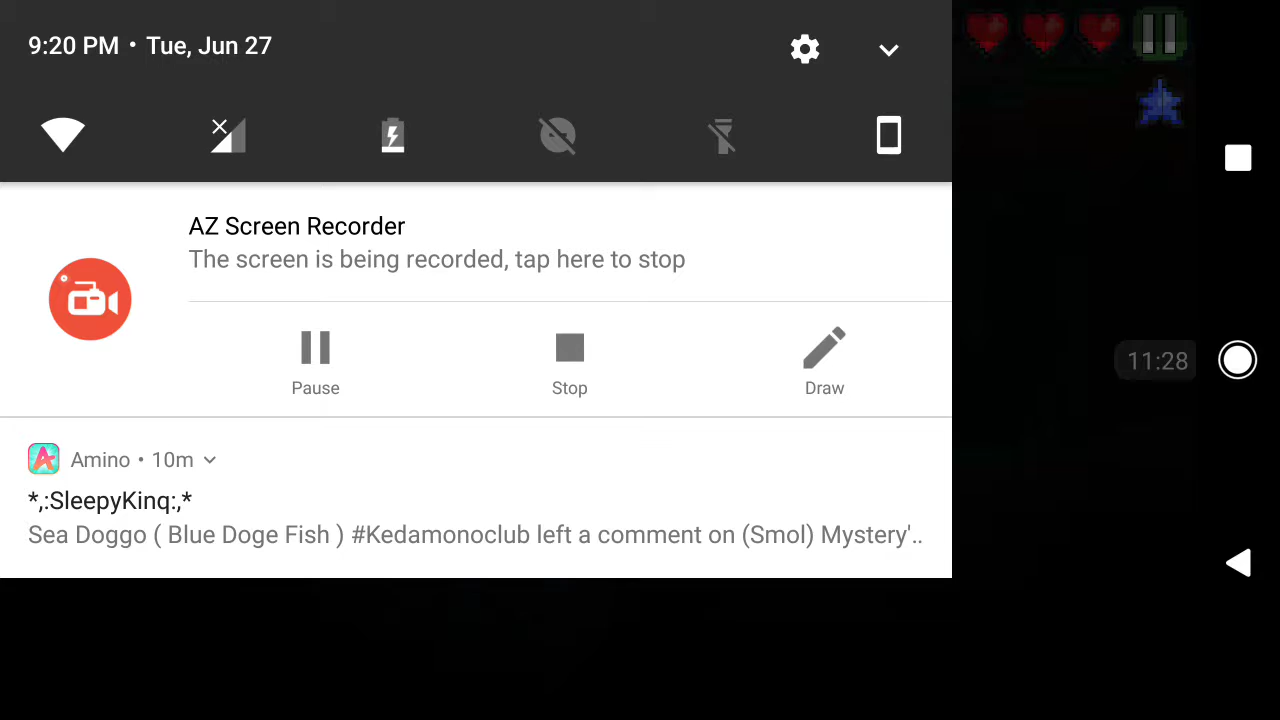 9:20 PM • Tue, Jun 27
AZ Screen Recorder
The screen is being recorded, tap here to stop
Pause
Stop
Draw
11:28
Amino • 10m
*,:SleepyKinq:,*
Sea Doggo ( Blue Doge Fish ) #Kedamonoclub left a comment on (Smol) Mystery'..